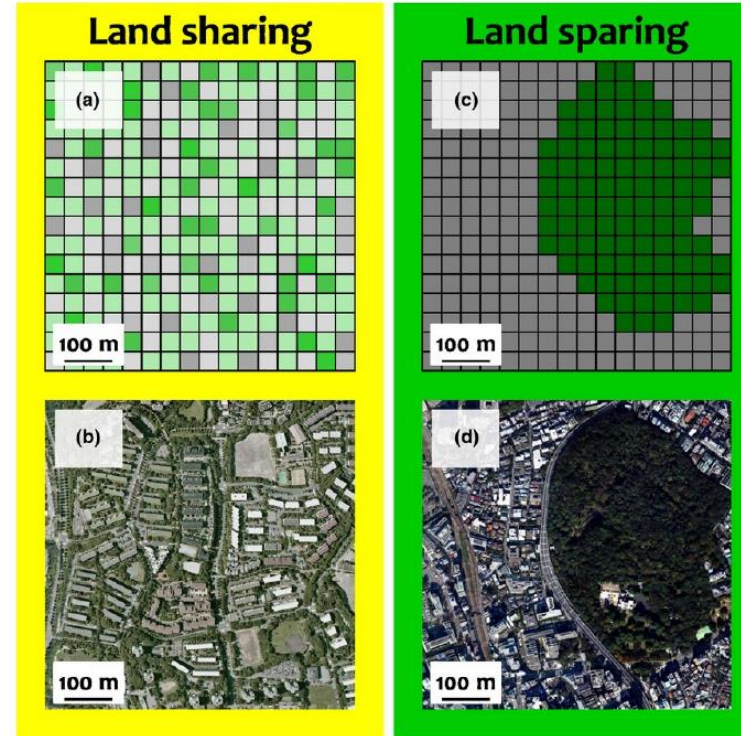 Land sharing
(a)
100 m
(b)
100 m
Land sparing
(c)
100 m
(d)
100 m